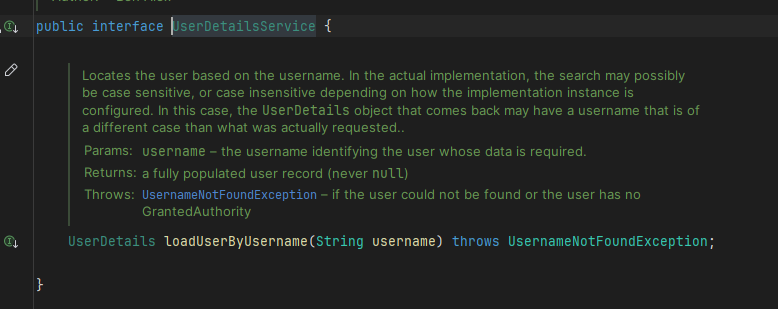 public interface UserDetailsService {
Locates the user based on the username. In the actual implementation, the search may possibly
be case sensitive, or case insensitive depending on how the implementation instance is
configured. In this case, the UserDetails object that comes back may have a username that is of
a different case than what was actually requested..
Params: username – the username identifying the user whose data is required.
Returns: a fully populated user record (never null)
Throws: UsernameNotFoundException – if the user could not be found or the user has no
GrantedAuthority
UserDetails loadUserByUsername(String username) throws UsernameNotFoundException;
}